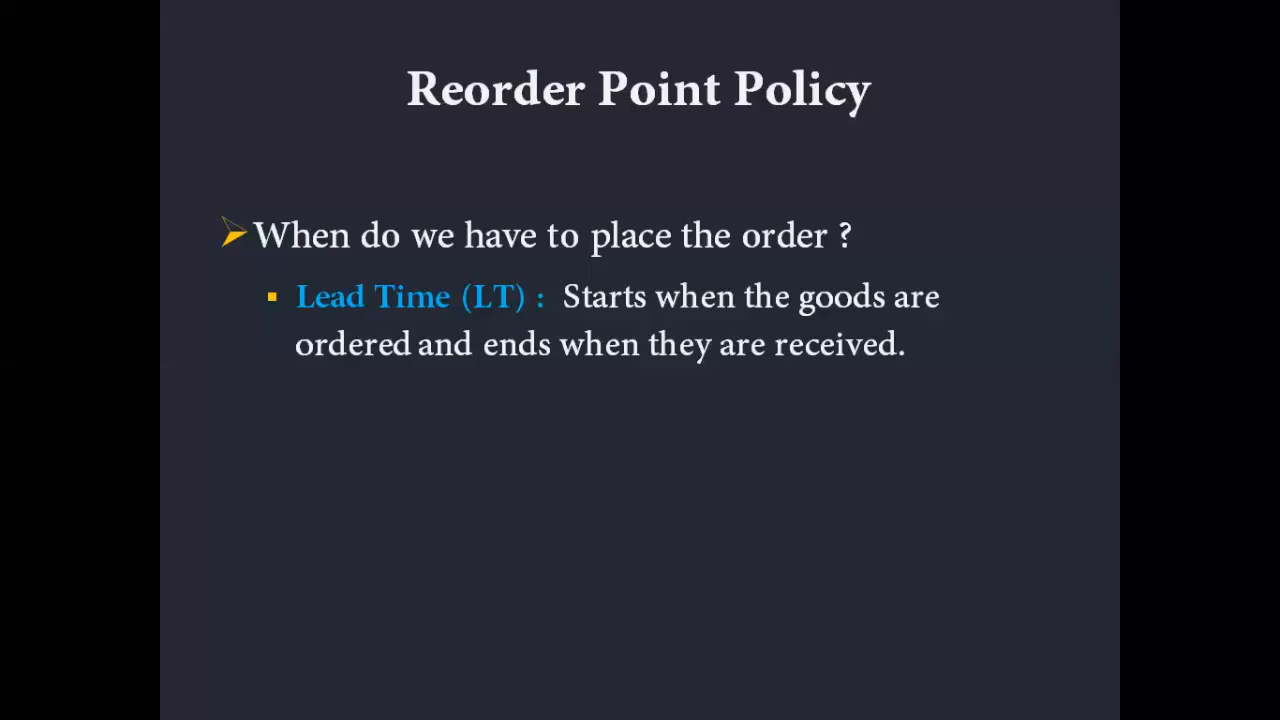 Reorder Point Policy
When do we have to place the order ?
Lead Time (LT) : Starts when the goods are
ordered and ends when they are received.